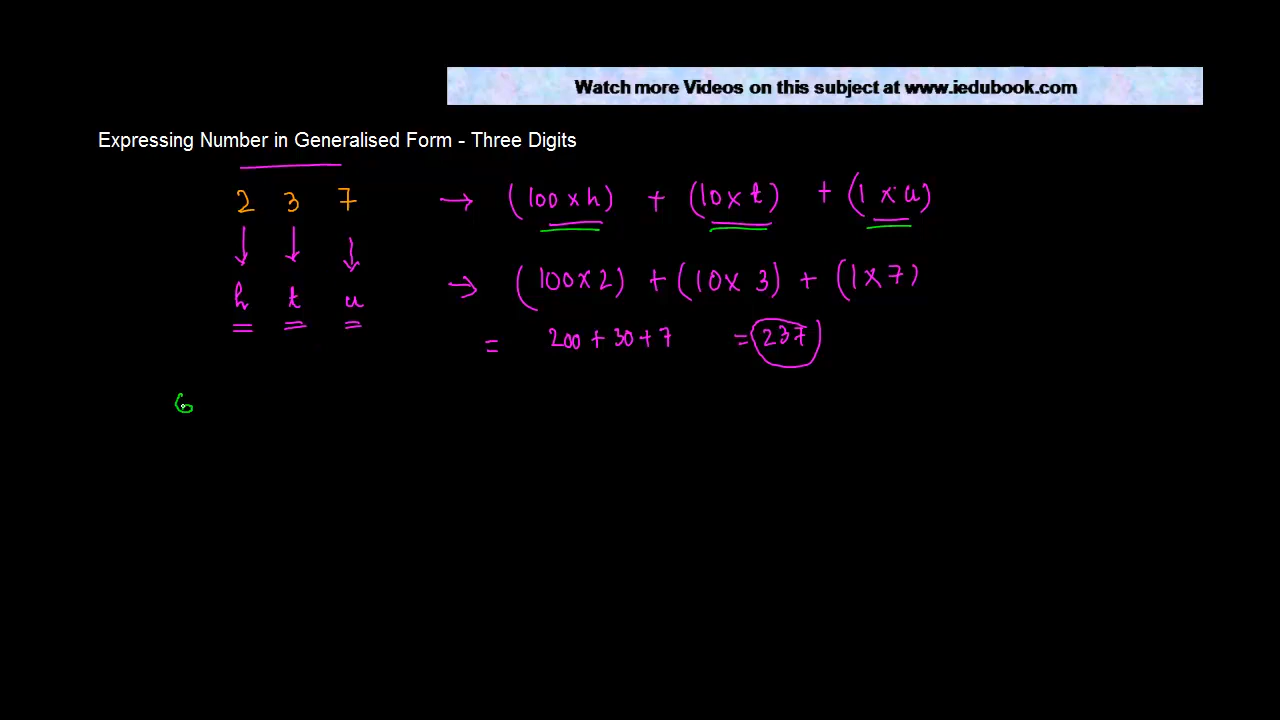 Watch more Videos on this subject at www.iedubook.com
Expressing Number in Generalised Form - Three Digits
2 3 7 → (100 × h) + (10 × t) + (1 × u)
↓ ↓ ↓
h t u → (100 × 2) + (10 × 3) + (1 × 7)
= 200 + 30 + 7 = 237
6